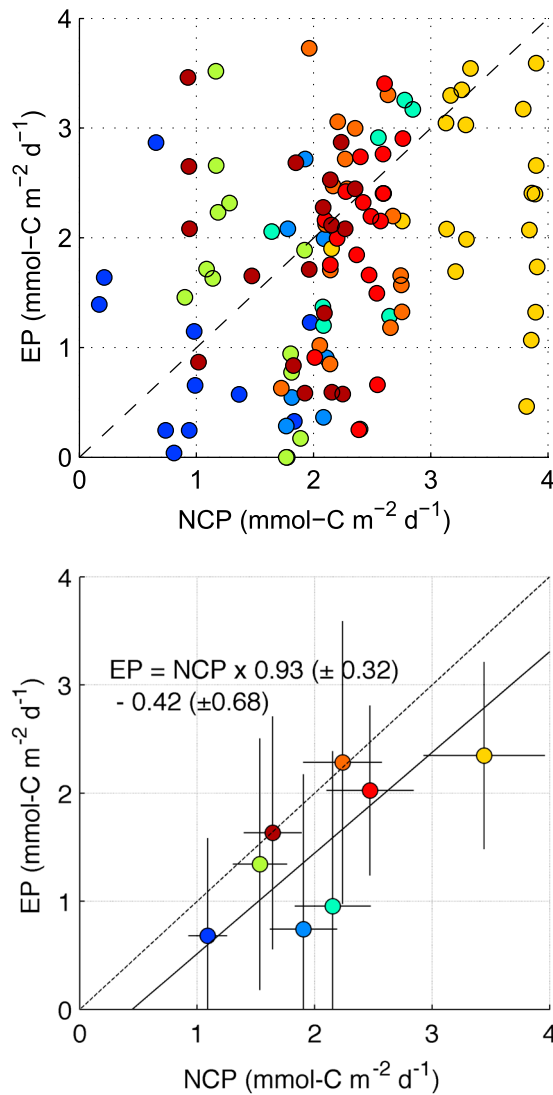 4
3
2
1
0
EP (mmol−C m⁻² d⁻¹)
0 1 2 3 4
NCP (mmol−C m⁻² d⁻¹)
4
3
2
1
0
EP (mmol-C m⁻² d⁻¹)
EP = NCP x 0.93 (± 0.32)
- 0.42 (±0.68)
0 1 2 3 4
NCP (mmol-C m⁻² d⁻¹)